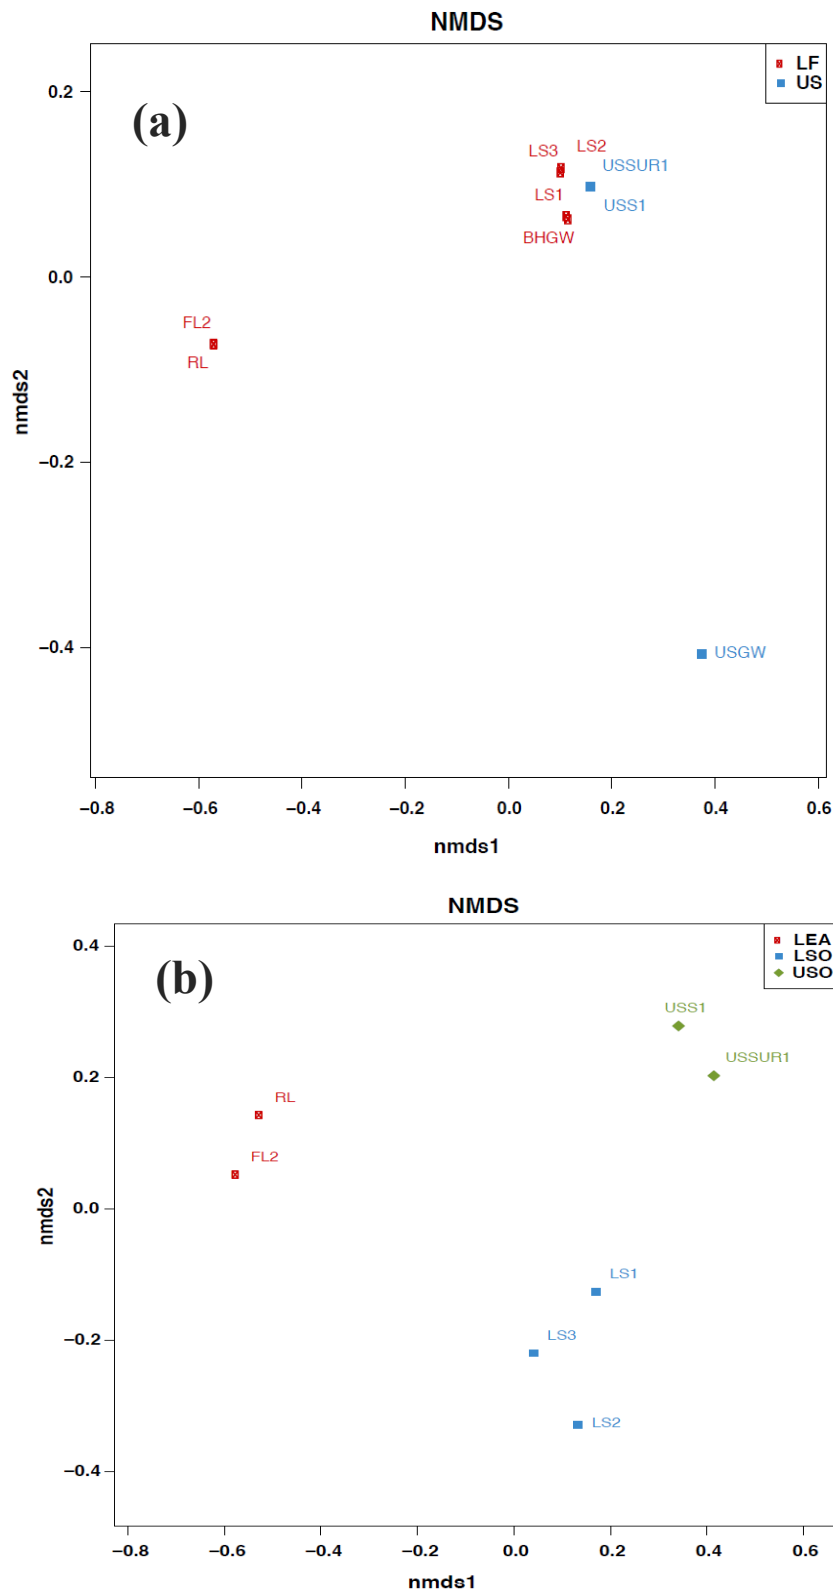 NMDS
(a)
LF
US
0.2
LS3 LS2
USSUR1
LS1 USS1
BHGW
0.0
FL2
RL
nmds2
−0.2
−0.4
USGW
−0.8 −0.6 −0.4 −0.2 0.0 0.2 0.4 0.6
nmds1
NMDS
(b)
LEA
LSO
USO
0.4
USS1
USSUR1
0.2
RL
FL2
nmds2
0.0
LS1
−0.2
LS3
LS2
−0.4
−0.8 −0.6 −0.4 −0.2 0.0 0.2 0.4 0.6
nmds1